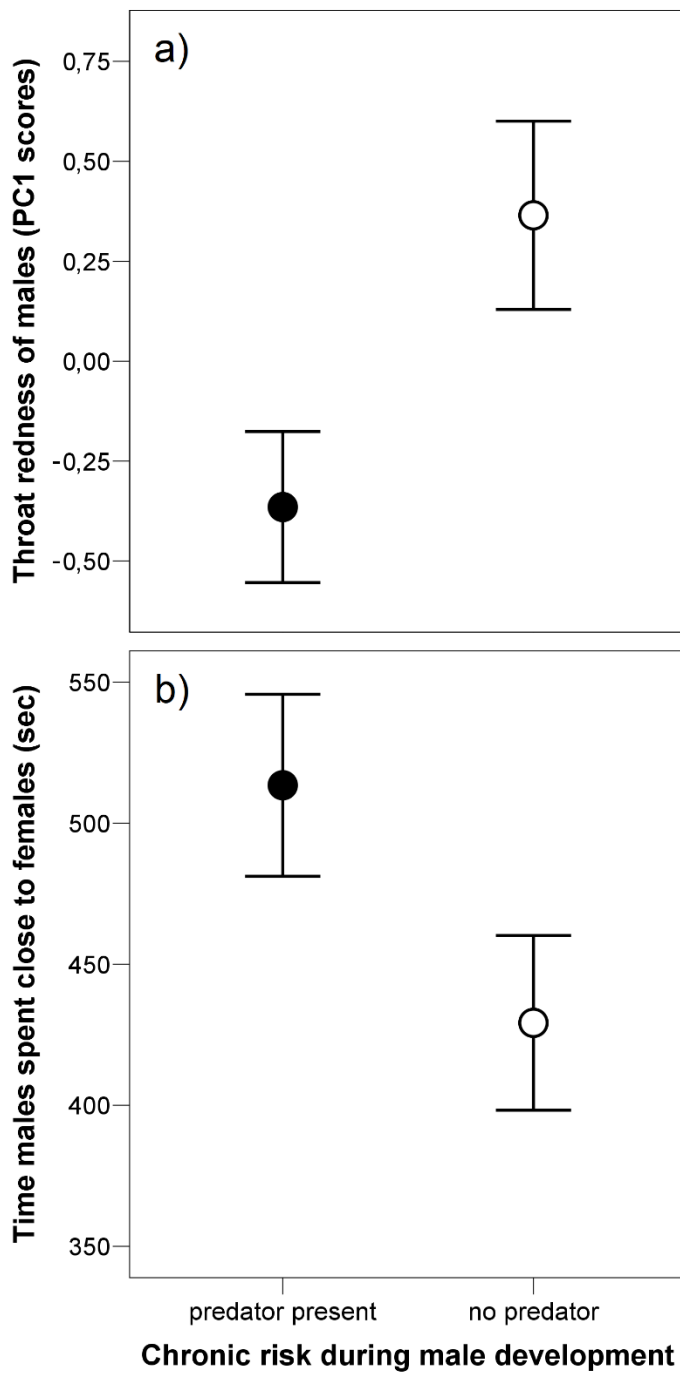 a)
Throat redness of males (PC1 scores)
0,75
0,50
0,25
0,00
-0,25
-0,50
b)
Time males spent close to females (sec)
550
500
450
400
350
predator present
no predator
Chronic risk during male development